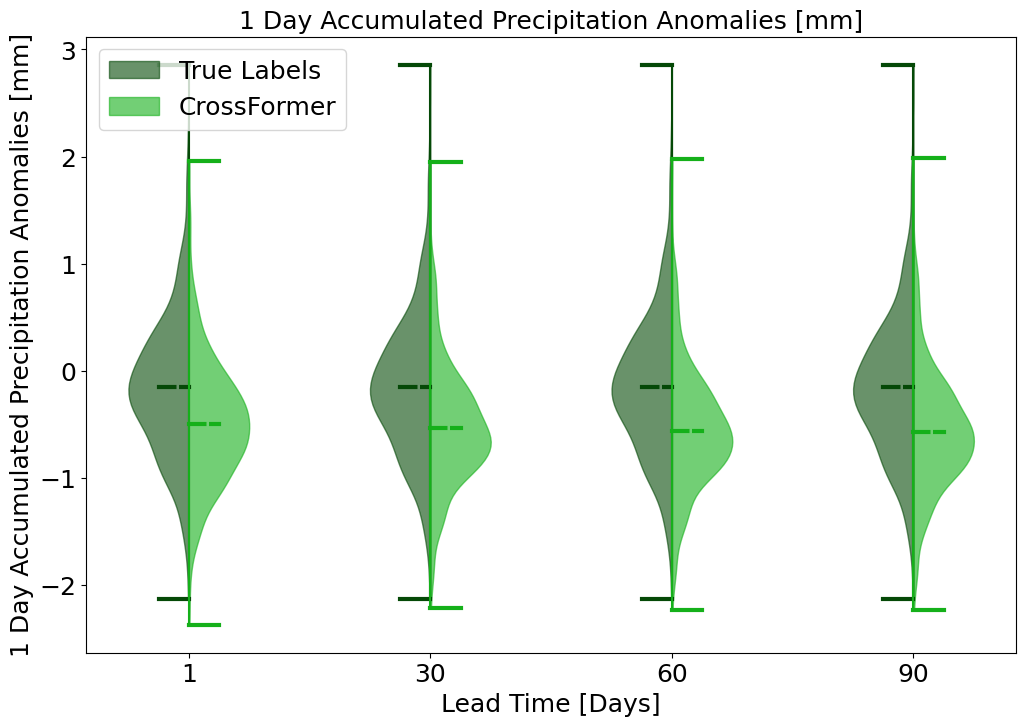 1 Day Accumulated Precipitation Anomalies [mm]
1 Day Accumulated Precipitation Anomalies [mm]
3
2
1
0
−1
−2
True Labels
CrossFormer
1
30
60
90
Lead Time [Days]